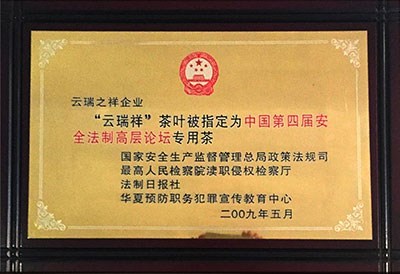 云瑞之祥企业
“云瑞祥”茶叶被指定为中国第四届安
全法制高层论坛专用茶
国家安全生产监督管理总局政策法规司
最高人民检察院渎职侵权检察厅
法制日报社
华夏预防职务犯罪宣传教育中心
二00九年五月